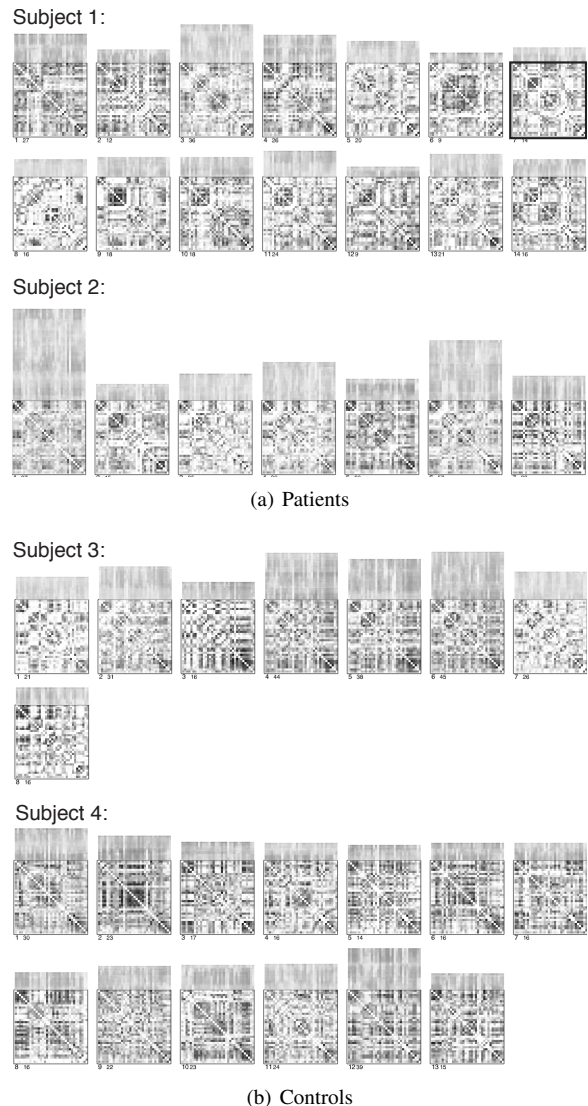 Subject 1:
1 27 2 12 3 36 4 26 5 20 6 9 7 14
8 16 9 18 10 18 11 24 12 9 13 21 14 16
Subject 2:
(a) Patients
Subject 3:
1 21 2 31 3 16 4 44 5 38 6 45 7 26
8 16
Subject 4:
1 30 2 23 3 17 4 16 5 14 6 16 7 16
8 16 9 22 10 23 11 24 12 39 13 15
(b) Controls